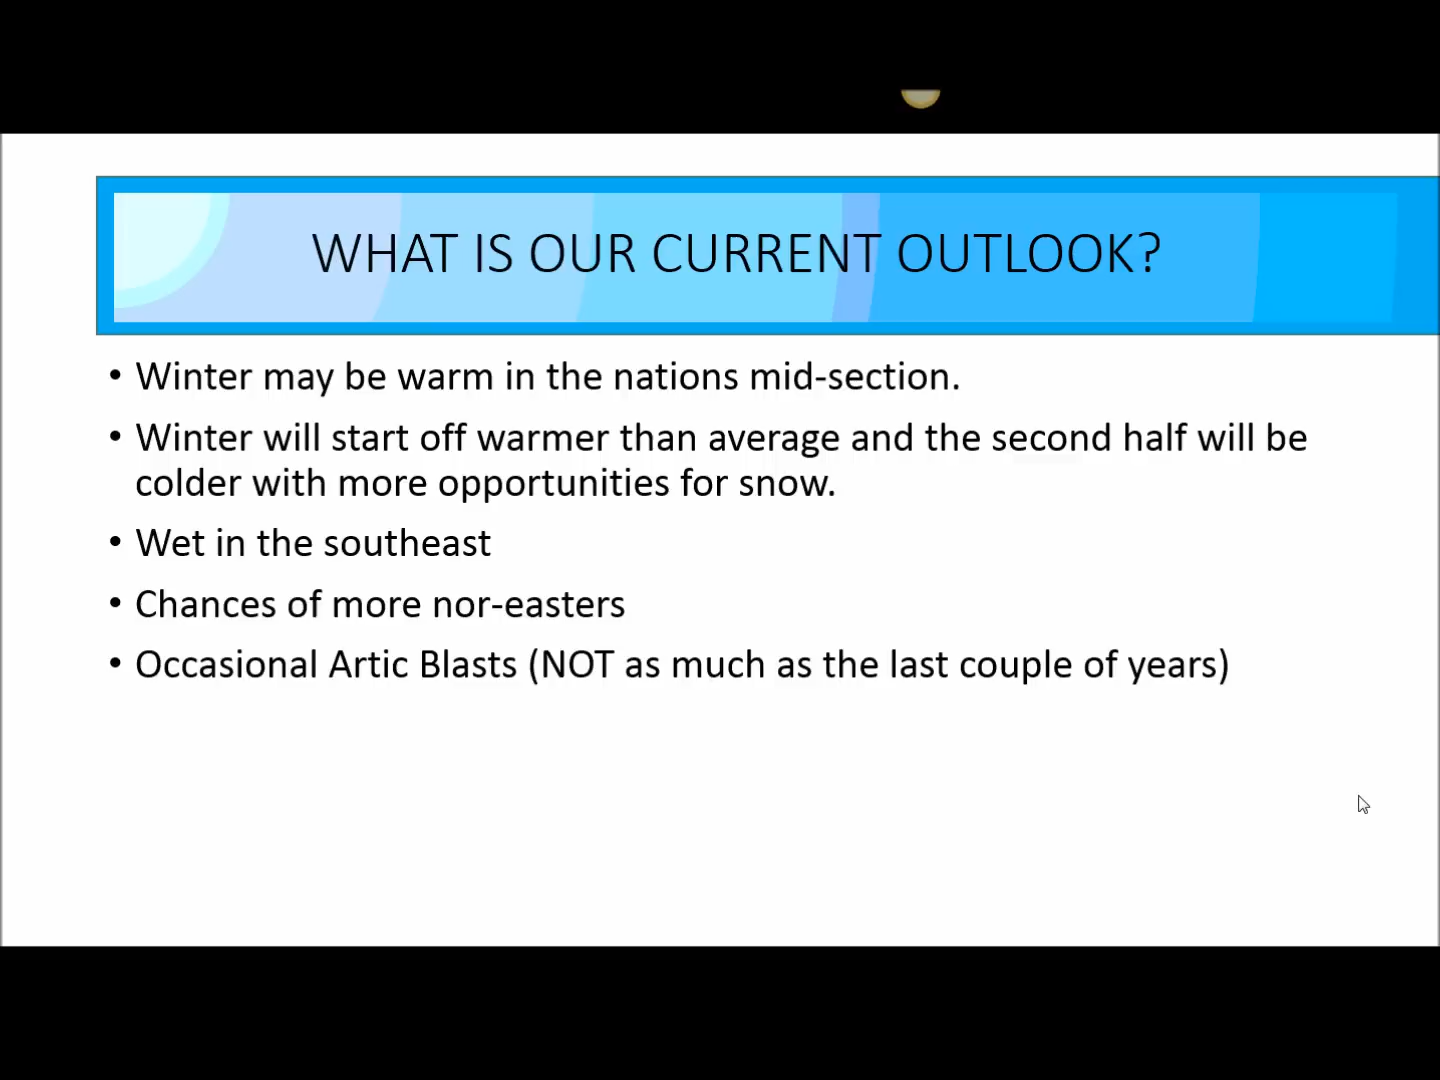 WHAT IS OUR CURRENT OUTLOOK?
• Winter may be warm in the nations mid-section.
• Winter will start off warmer than average and the second half will be
colder with more opportunities for snow.
• Wet in the southeast
• Chances of more nor-easters
• Occasional Artic Blasts (NOT as much as the last couple of years)